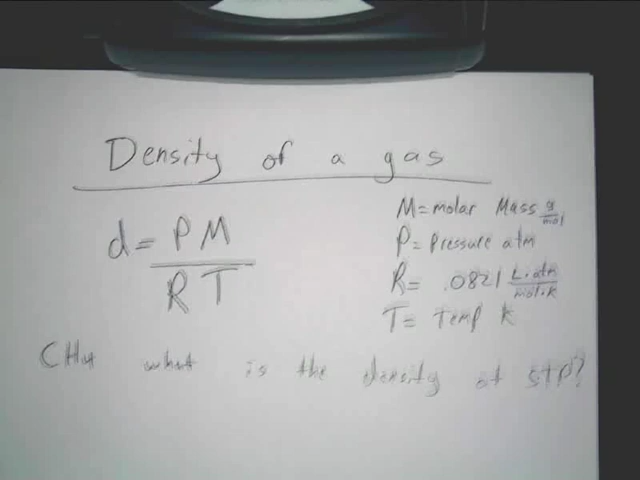 Density of a gas
d = PM / RT
M = molar Mass g/mol
P = Pressure atm
R = .0821 L·atm/mol·k
T = Temp k
CH4 what is the density at STP?